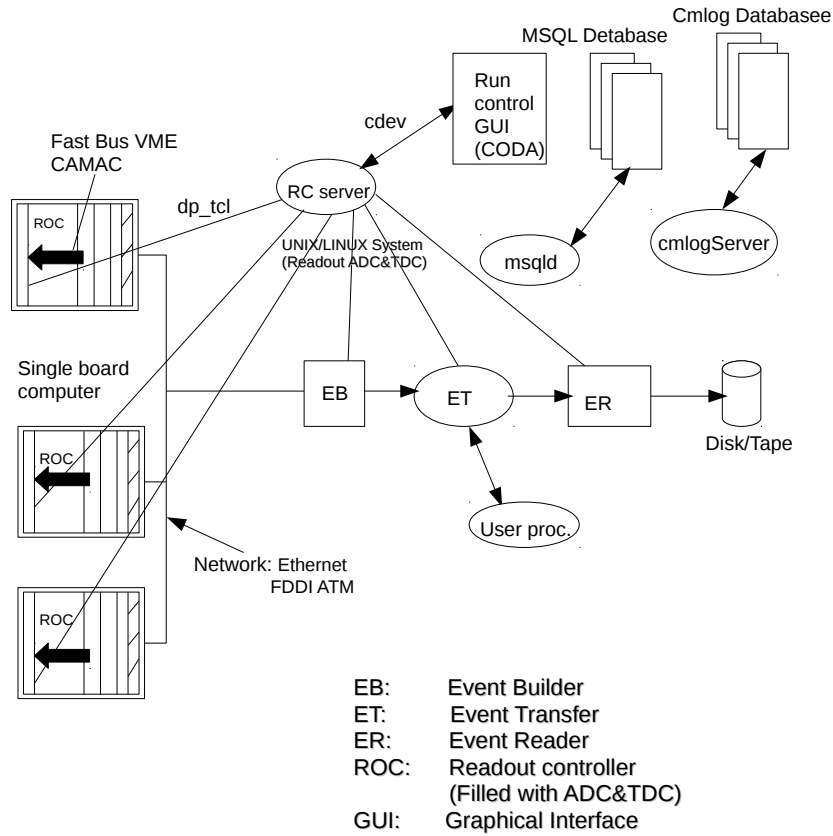 Cmlog Databasee
MSQL Detabase
Run
control
GUI
(CODA)
cdev
Fast Bus VME
CAMAC
RC server
dp_tcl
ROC
UNIX/LINUX System
(Readout ADC&TDC)
msqld
cmlogServer
Single board
computer
EB
ET
ER
Disk/Tape
ROC
User proc.
Network: Ethernet
FDDI ATM
ROC
EB: Event Builder
ET: Event Transfer
ER: Event Reader
ROC: Readout controller
(Filled with ADC&TDC)
GUI: Graphical Interface